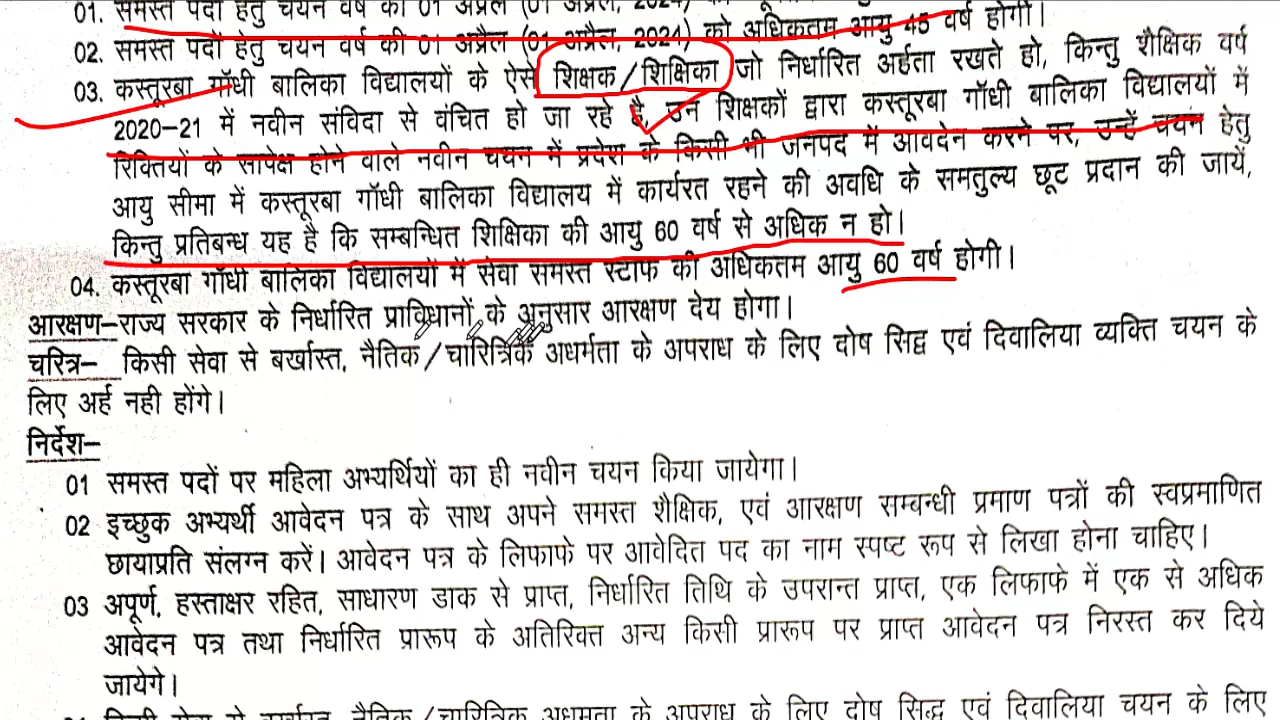 01. समस्त पदों हेतु चयन वर्ष की 01 अप्रैल (01 अप्रैल, 2024) को
02. समस्त पदों हेतु चयन वर्ष की 01 अप्रैल (01 अप्रैल, 2024) को अधिकतम आयु 45 वर्ष होगी।
03. कस्तूरबा गॉधी बालिका विद्यालयों के ऐसे शिक्षक/शिक्षिका जो निर्धारित अर्हता रखते हो, किन्तु शैक्षिक वर्ष
2020-21 में नवीन संविदा से वंचित हो जा रहे है, उन शिक्षकों द्वारा कस्तूरबा गॉधी बालिका विद्यालयों में
रिक्तियों के सापेक्ष होने वाले नवीन चयन में प्रदेश के किसी भी जनपद में आवदेन करने पर, उन्हें चयन हेतु
आयु सीमा में कस्तूरबा गॉधी बालिका विद्यालय में कार्यरत रहने की अवधि के समतुल्य छूट प्रदान की जायें,
किन्तु प्रतिबन्ध यह है कि सम्बन्धित शिक्षिका की आयु 60 वर्ष से अधिक न हो।
04. कस्तूरबा गॉधी बालिका विद्यालयों में सेवा समस्त स्टाफ की अधिकतम आयु 60 वर्ष होगी।
आरक्षण–राज्य सरकार के निर्धारित प्राविधानों के अनुसार आरक्षण देय होगा।
चरित्र– किसी सेवा से बर्खास्त, नैतिक/चारित्रिक अधर्मता के अपराध के लिए दोष सिद्व एवं दिवालिया व्यक्ति चयन के
लिए अर्ह नही होंगे।
निर्देश–
01 समस्त पदों पर महिला अभ्यर्थियों का ही नवीन चयन किया जायेगा।
02 इच्छुक अभ्यर्थी आवेदन पत्र के साथ अपने समस्त शैक्षिक, एवं आरक्षण सम्बन्धी प्रमाण पत्रों की स्वप्रमाणित
छायाप्रति संलग्न करें। आवेदन पत्र के लिफाफे पर आवेदित पद का नाम स्पष्ट रूप से लिखा होना चाहिए।
03 अपूर्ण, हस्ताक्षर रहित, साधारण डाक से प्राप्त, निर्धारित तिथि के उपरान्त प्राप्त, एक लिफाफे में एक से अधिक
आवेदन पत्र तथा निर्धारित प्रारूप के अतिरिक्त अन्य किसी प्रारूप पर प्राप्त आवेदन पत्र निरस्त कर दिये
जायेगे।
किसी सेवा से बर्खास्त, नैतिक/चारित्रिक अधमता के अपराध के लिए दोष सिद्ध एवं दिवालिया चयन के लिए